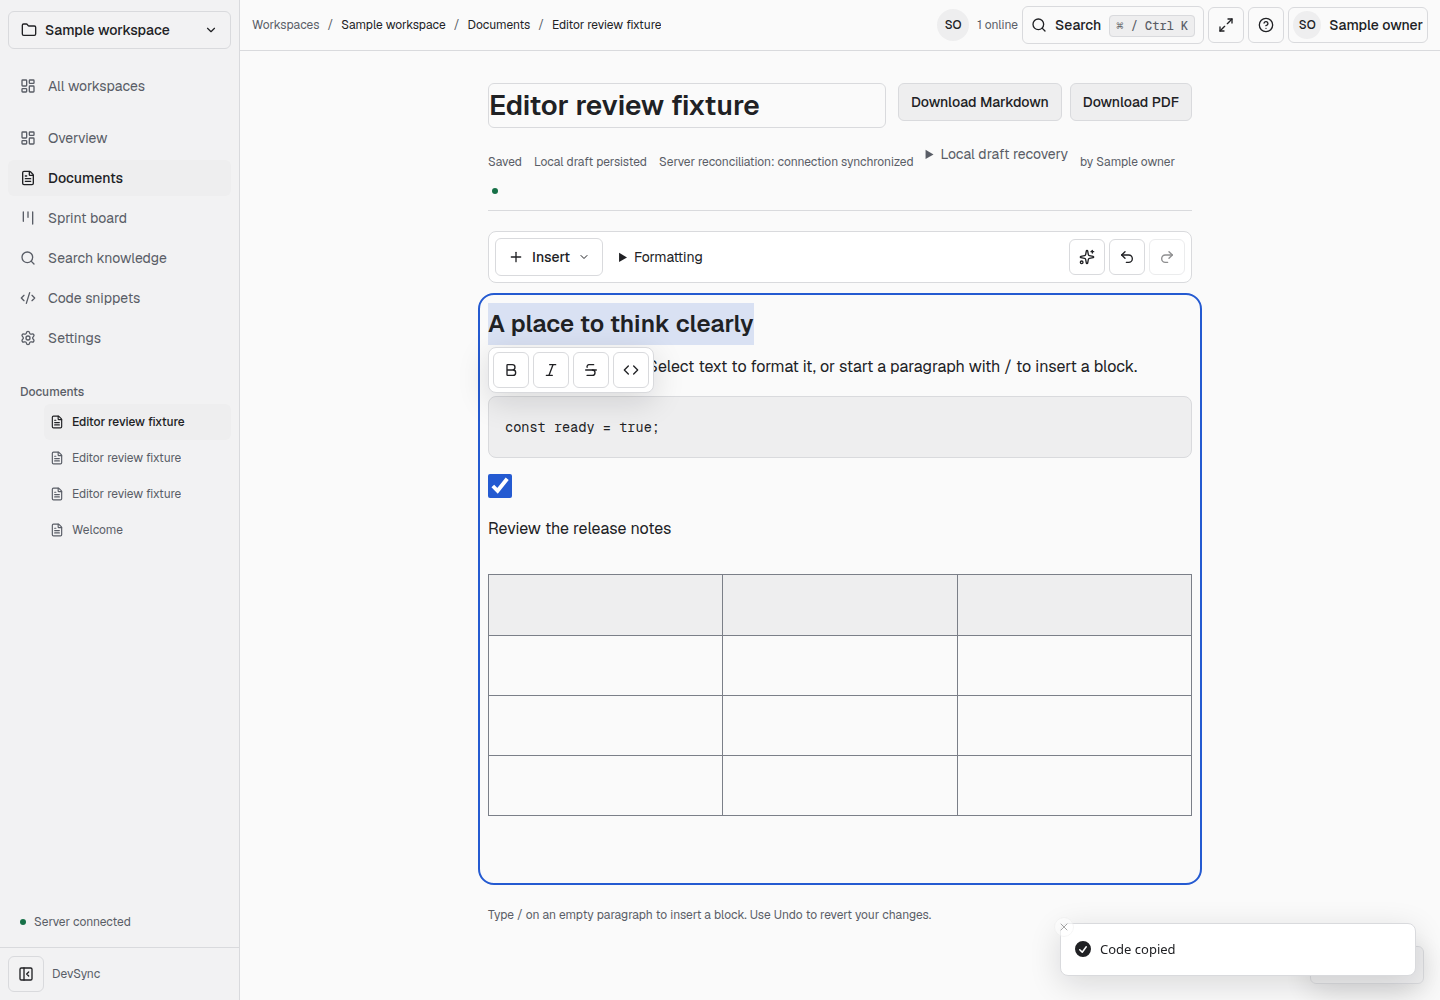 Sample workspace
All workspaces
Overview
Documents
Sprint board
Search knowledge
Code snippets
Settings
Documents
Editor review fixture
Editor review fixture
Editor review fixture
Welcome
Server connected
DevSync
Workspaces / Sample workspace / Documents / Editor review fixture
SO 1 online
Search ⌘ / Ctrl K
SO Sample owner
Editor review fixture
Download Markdown
Download PDF
Saved Local draft persisted Server reconciliation: connection synchronized Local draft recovery by Sample owner
Insert
Formatting
A place to think clearly
B I S <>
Select text to format it, or start a paragraph with / to insert a block.
const ready = true;
Review the release notes
Type / on an empty paragraph to insert a block. Use Undo to revert your changes.
Code copied